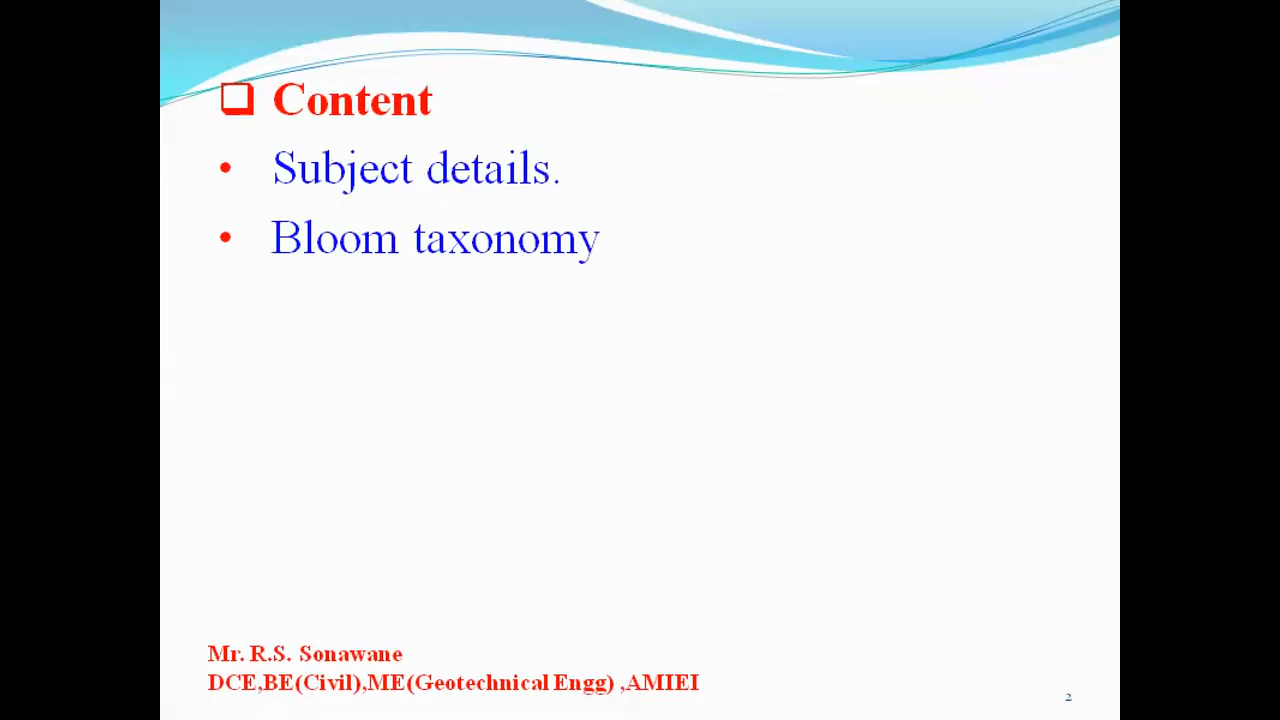 ❑ Content
• Subject details.
• Bloom taxonomy
Mr. R.S. Sonawane
DCE,BE(Civil),ME(Geotechnical Engg) ,AMIEI
2